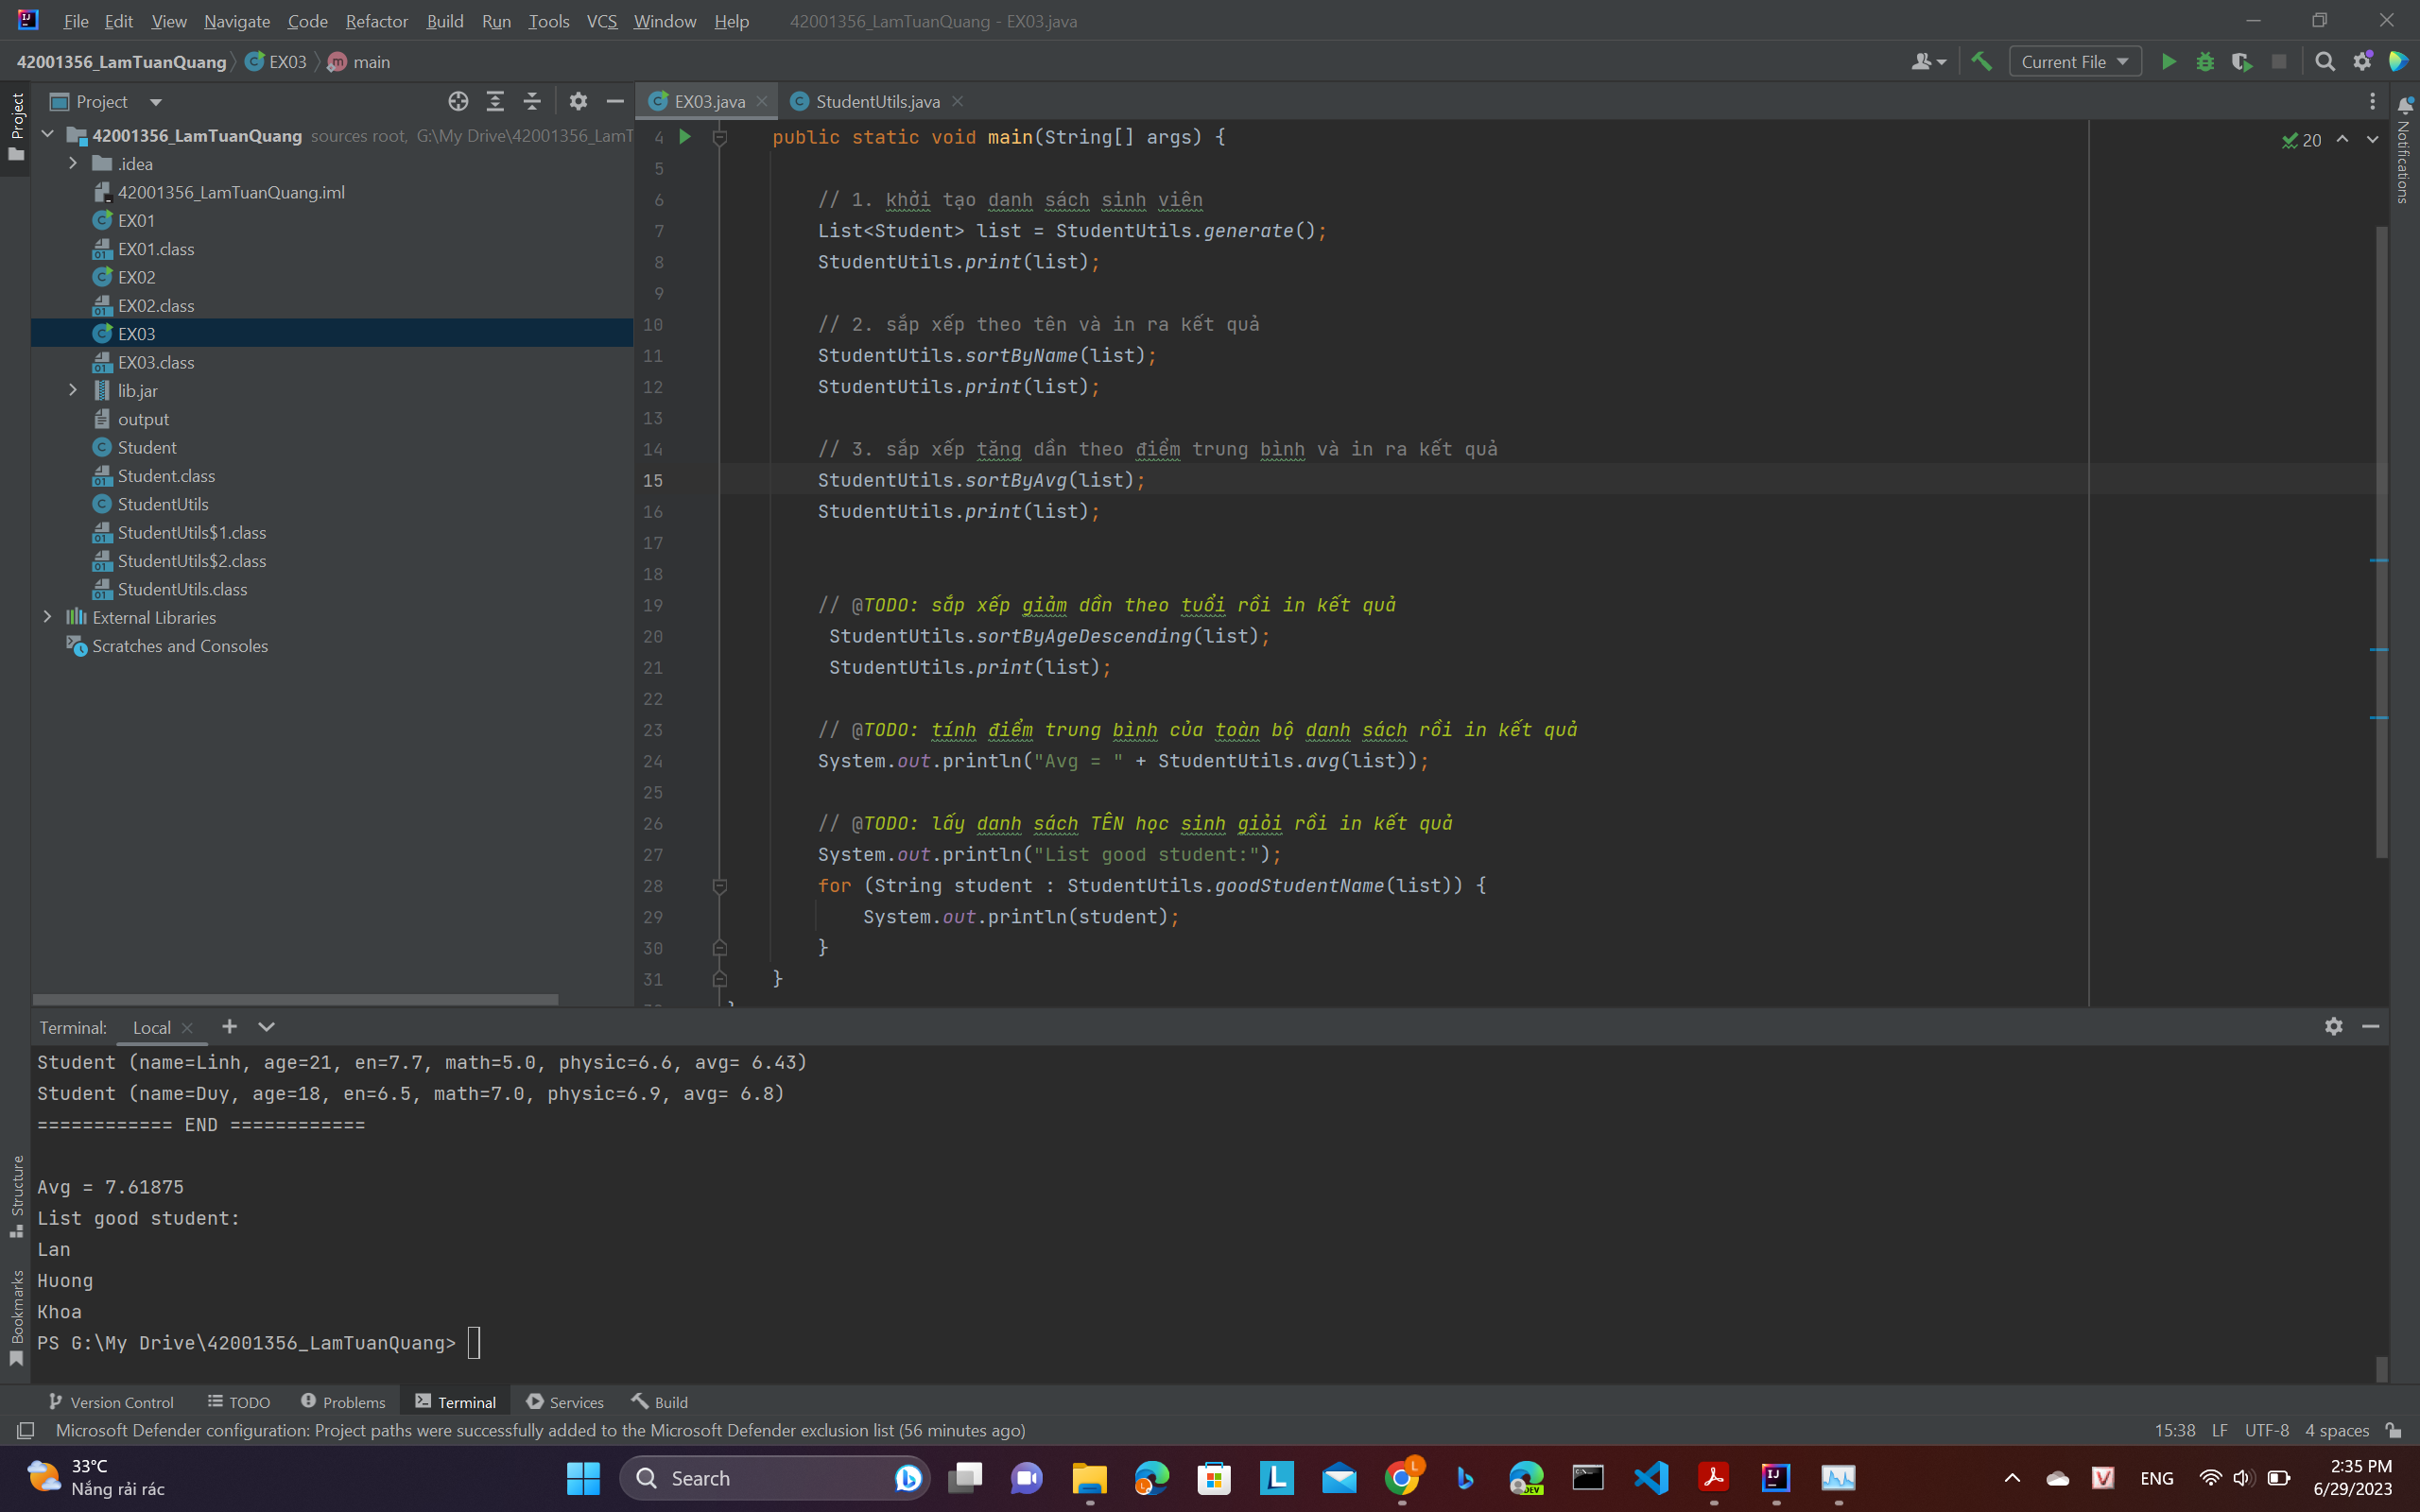 File Edit View Navigate Code Refactor Build Run Tools VCS Window Help 42001356_LamTuanQuang - EX03.java
42001356_LamTuanQuang EX03 main
Current File
Project
EX03.java
StudentUtils.java
Project
42001356_LamTuanQuang sources root, G:\My Drive\42001356_LamT
.idea
42001356_LamTuanQuang.iml
EX01
EX01.class
EX02
EX02.class
EX03
EX03.class
lib.jar
output
Student
Student.class
StudentUtils
StudentUtils$1.class
StudentUtils$2.class
StudentUtils.class
External Libraries
Scratches and Consoles
20
Notifications
4 public static void main(String[] args) {
5
6 // 1. khởi tạo danh sách sinh viên
7 List<Student> list = StudentUtils.generate();
8 StudentUtils.print(list);
9
10 // 2. sắp xếp theo tên và in ra kết quả
11 StudentUtils.sortByName(list);
12 StudentUtils.print(list);
13
14 // 3. sắp xếp tăng dần theo điểm trung bình và in ra kết quả
15 StudentUtils.sortByAvg(list);
16 StudentUtils.print(list);
17
18
19 // @TODO: sắp xếp giảm dần theo tuổi rồi in kết quả
20 StudentUtils.sortByAgeDescending(list);
21 StudentUtils.print(list);
22
23 // @TODO: tính điểm trung bình của toàn bộ danh sách rồi in kết quả
24 System.out.println("Avg = " + StudentUtils.avg(list));
25
26 // @TODO: lấy danh sách TÊN học sinh giỏi rồi in kết quả
27 System.out.println("List good student:");
28 for (String student : StudentUtils.goodStudentName(list)) {
29 System.out.println(student);
30 }
31 }
Terminal: Local
Student (name=Linh, age=21, en=7.7, math=5.0, physic=6.6, avg= 6.43)
Student (name=Duy, age=18, en=6.5, math=7.0, physic=6.9, avg= 6.8)
============ END ============
Avg = 7.61875
List good student:
Lan
Huong
Khoa
PS G:\My Drive\42001356_LamTuanQuang>
Structure
Bookmarks
Version Control TODO Problems Terminal Services Build
Microsoft Defender configuration: Project paths were successfully added to the Microsoft Defender exclusion list (56 minutes ago)
15:38 LF UTF-8 4 spaces
33°C
Nắng rải rác
Search
ENG
2:35 PM
6/29/2023